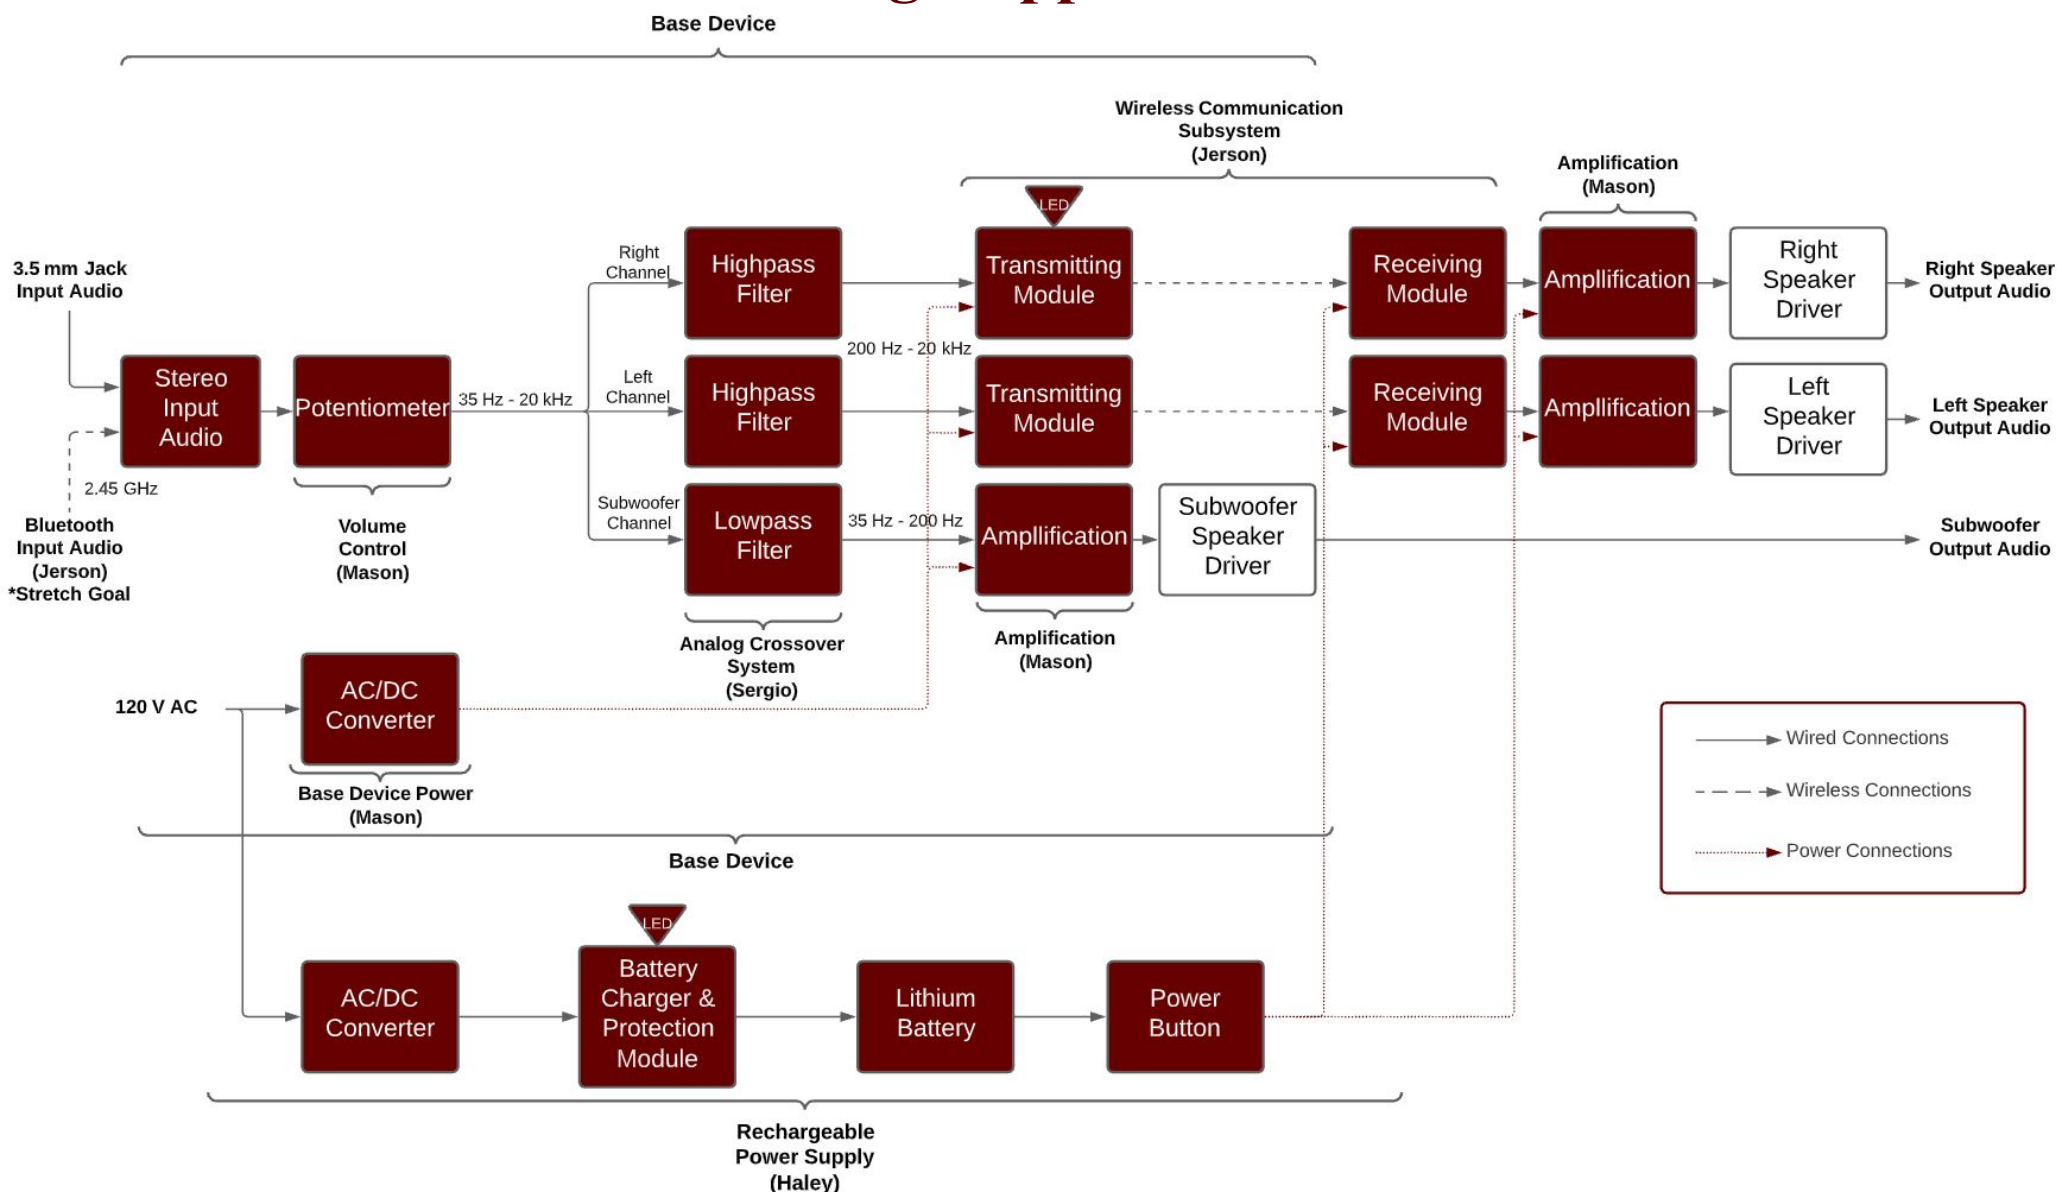 Base Device
Wireless Communication
Subsystem
(Jerson)
Amplification
(Mason)
LED
3.5 mm Jack
Input Audio
Right
Channel
Highpass
Filter
Transmitting
Module
Receiving
Module
Ampllification
Right
Speaker
Driver
Right Speaker
Output Audio
200 Hz - 20 kHz
Stereo
Input
Audio
Potentiometer
35 Hz - 20 kHz
Left
Channel
Highpass
Filter
Transmitting
Module
Receiving
Module
Ampllification
Left
Speaker
Driver
Left Speaker
Output Audio
2.45 GHz
Bluetooth
Input Audio
(Jerson)
*Stretch Goal
Volume
Control
(Mason)
Subwoofer
Channel
Lowpass
Filter
35 Hz - 200 Hz
Ampllification
Subwoofer
Speaker
Driver
Subwoofer
Output Audio
Analog Crossover
System
(Sergio)
Amplification
(Mason)
120 V AC
AC/DC
Converter
Base Device Power
(Mason)
Wired Connections
Wireless Connections
Power Connections
Base Device
LED
AC/DC
Converter
Battery
Charger &
Protection
Module
Lithium
Battery
Power
Button
Rechargeable
Power Supply
(Haley)